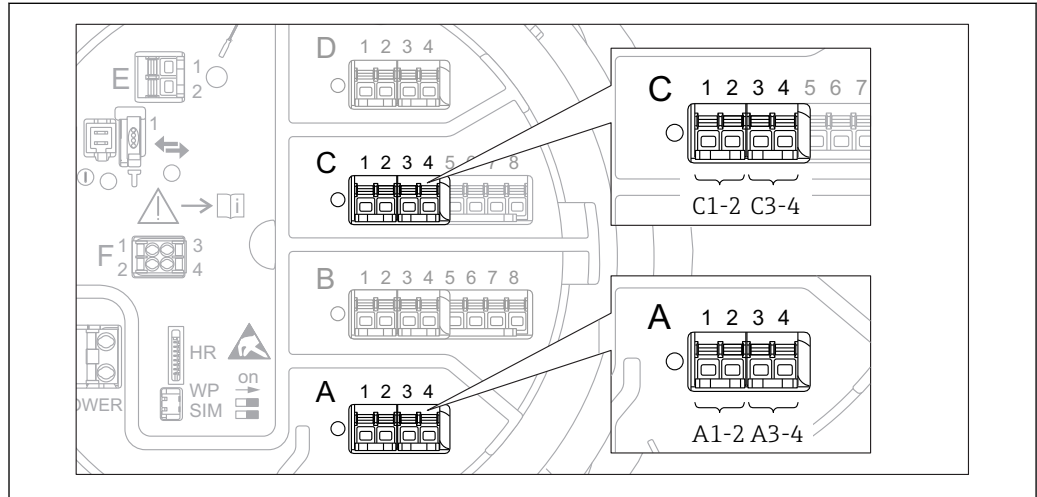 E 1
2
1
F 1 3
2 4
OWER
HR
WP
SIM
on
D 1 2 3 4
C 1 2 3 4 5 6 7 8
B 1 2 3 4 5 6 7 8
A 1 2 3 4
C 1 2 3 4 5 6 7
C1-2 C3-4
A 1 2 3 4
A1-2 A3-4